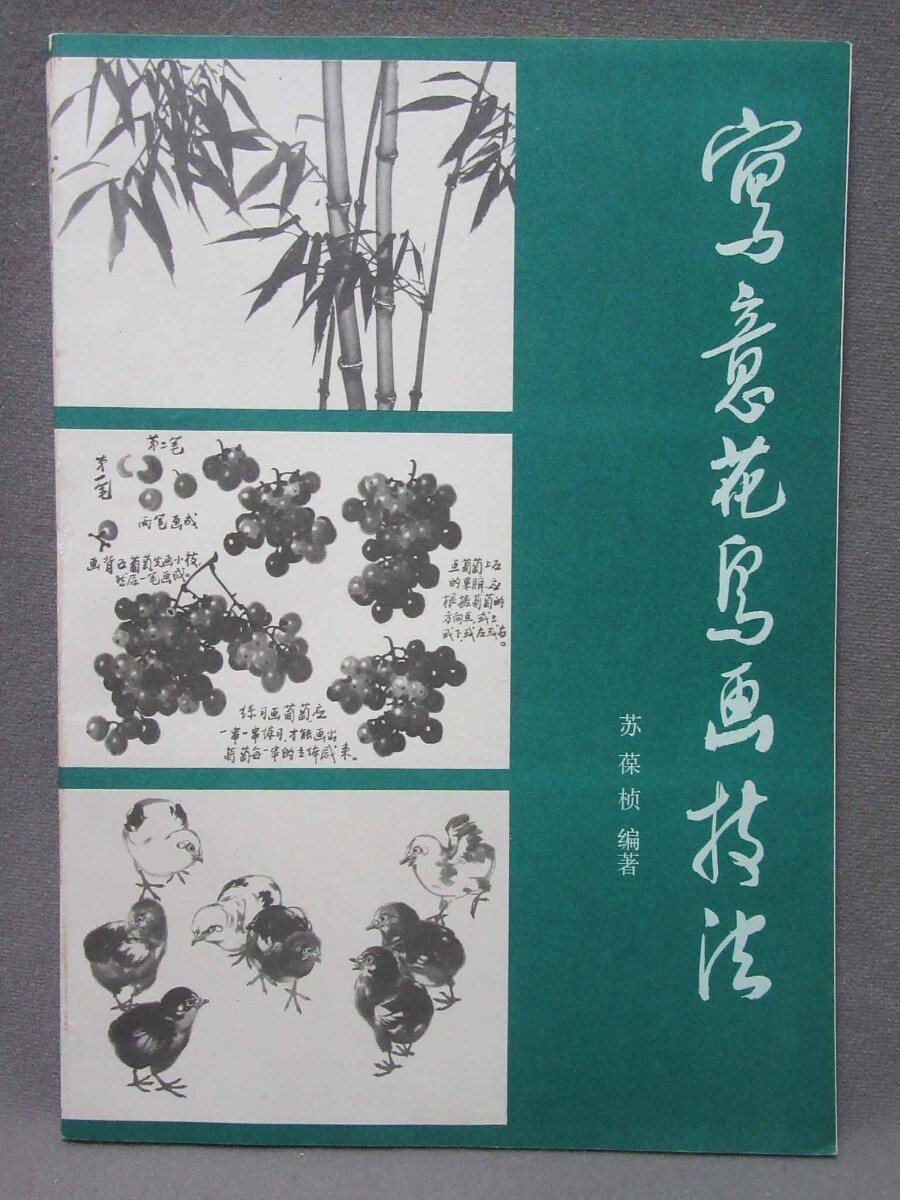 寫意花鸟画技法
苏葆桢 编著
第二笔
第一笔
两笔画成
画背面葡萄先画小枝,
然后一笔画成。
点葡萄上面
的果脐,应
根据葡萄的
方向点,或上
或下,或左或右。
练习画葡萄,应
一串一串练习,才能画出
葡萄每一串的立体感来。